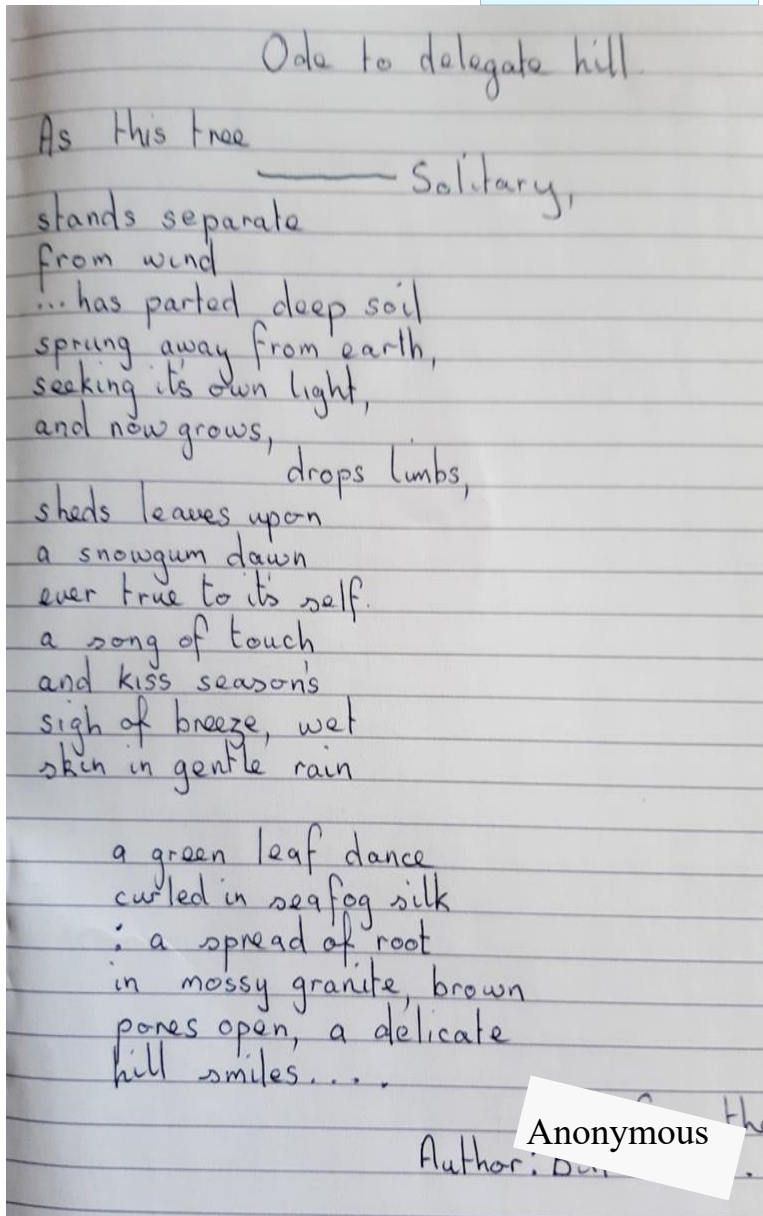 Ode to delegate hill.
As this tree
——— Solitary,
stands separate
from wind
...has parted deep soil
sprung away from earth,
seeking it's own light,
and now grows,
drops limbs,
sheds leaves upon
a snowgum dawn
ever true to it's self.
a song of touch
and kiss season's
sigh of breeze, wet
skin in gentle rain
a green leaf dance
curled in seafog silk
: a spread of root
in mossy granite, brown
pores open, a delicate
hill smiles....
Anonymous
Author: